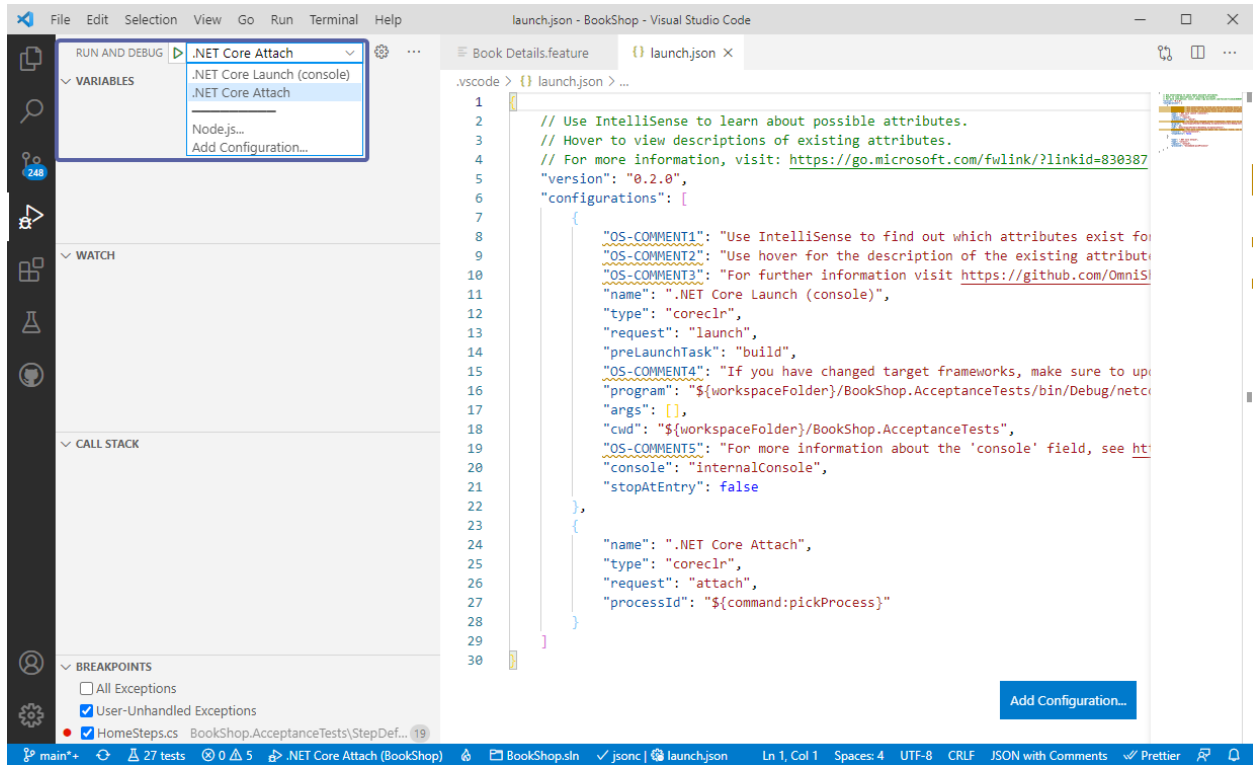 File Edit Selection View Go Run Terminal Help launch.json - BookShop - Visual Studio Code
RUN AND DEBUG .NET Core Attach
.NET Core Launch (console)
.NET Core Attach
Node.js...
Add Configuration...
VARIABLES
WATCH
CALL STACK
BREAKPOINTS
All Exceptions
User-Unhandled Exceptions
HomeSteps.cs BookShop.AcceptanceTests\StepDef... 19
248
Book Details.feature {} launch.json
.vscode > {} launch.json > ...
1 {
2 // Use IntelliSense to learn about possible attributes.
3 // Hover to view descriptions of existing attributes.
4 // For more information, visit: https://go.microsoft.com/fwlink/?linkid=830387
5 "version": "0.2.0",
6 "configurations": [
7 {
8 "OS-COMMENT1": "Use IntelliSense to find out which attributes exist for
9 "OS-COMMENT2": "Use hover for the description of the existing attribute
10 "OS-COMMENT3": "For further information visit https://github.com/OmniSh
11 "name": ".NET Core Launch (console)",
12 "type": "coreclr",
13 "request": "launch",
14 "preLaunchTask": "build",
15 "OS-COMMENT4": "If you have changed target frameworks, make sure to upd
16 "program": "${workspaceFolder}/BookShop.AcceptanceTests/bin/Debug/netco
17 "args": [],
18 "cwd": "${workspaceFolder}/BookShop.AcceptanceTests",
19 "OS-COMMENT5": "For more information about the 'console' field, see htt
20 "console": "internalConsole",
21 "stopAtEntry": false
22 },
23 {
24 "name": ".NET Core Attach",
25 "type": "coreclr",
26 "request": "attach",
27 "processId": "${command:pickProcess}"
28 }
29 ]
30 }
Add Configuration...
main*+ 27 tests 0 5 .NET Core Attach (BookShop) BookShop.sln jsonc | launch.json Ln 1, Col 1 Spaces: 4 UTF-8 CRLF JSON with Comments Prettier